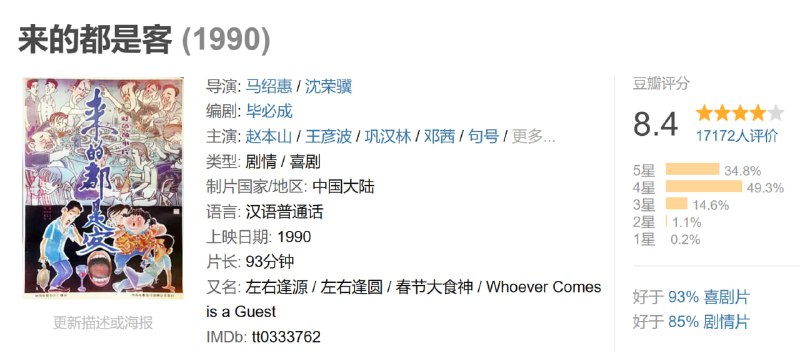 来的都是客 (1990)
来的都是客
导演: 马绍惠 / 沈荣骥
编剧: 毕必成
主演: 赵本山 / 王彦波 / 巩汉林 / 邓茜 / 句号 / 更多...
类型: 剧情 / 喜剧
制片国家/地区: 中国大陆
语言: 汉语普通话
上映日期: 1990
片长: 93分钟
又名: 左右逢源 / 左右逢圆 / 春节大食神 / Whoever Comes
is a Guest
IMDb: tt0333762
更新描述或海报
豆瓣评分
8.4
17172人评价
5星 34.8%
4星 49.3%
3星 14.6%
2星 1.1%
1星 0.2%
好于 93% 喜剧片
好于 85% 剧情片